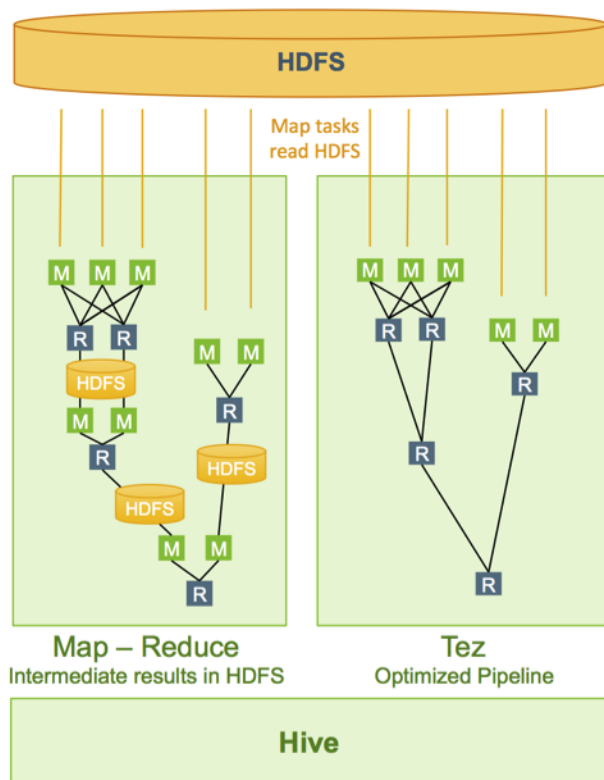 HDFS
Map tasks
read HDFS
M M M
R R
HDFS
M M
R
HDFS
M M
R
HDFS
M M
R
M M M
R R
M M
R
R
R
Map – Reduce
Intermediate results in HDFS
Tez
Optimized Pipeline
Hive